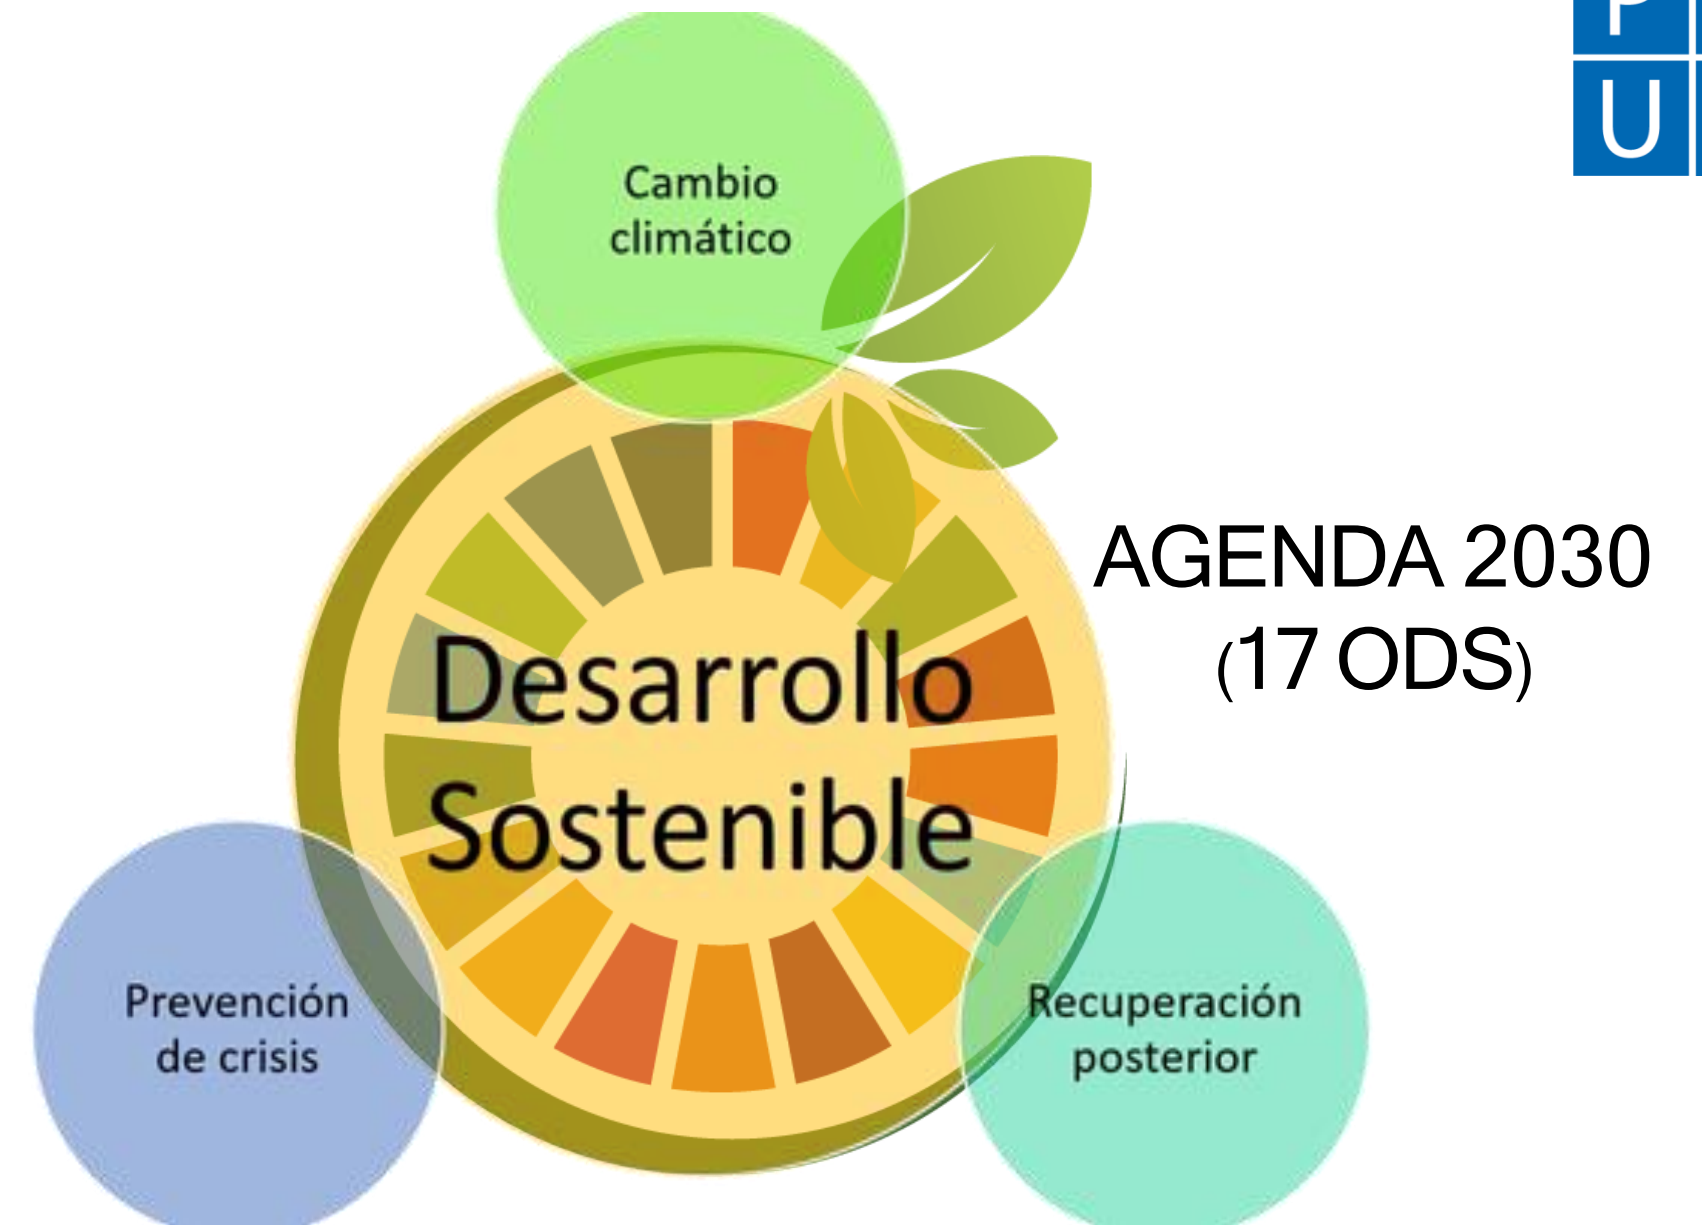 P
U
Cambio
climático
AGENDA 2030
(17 ODS)
Desarrollo
Sostenible
Prevención
de crisis
Recuperación
posterior